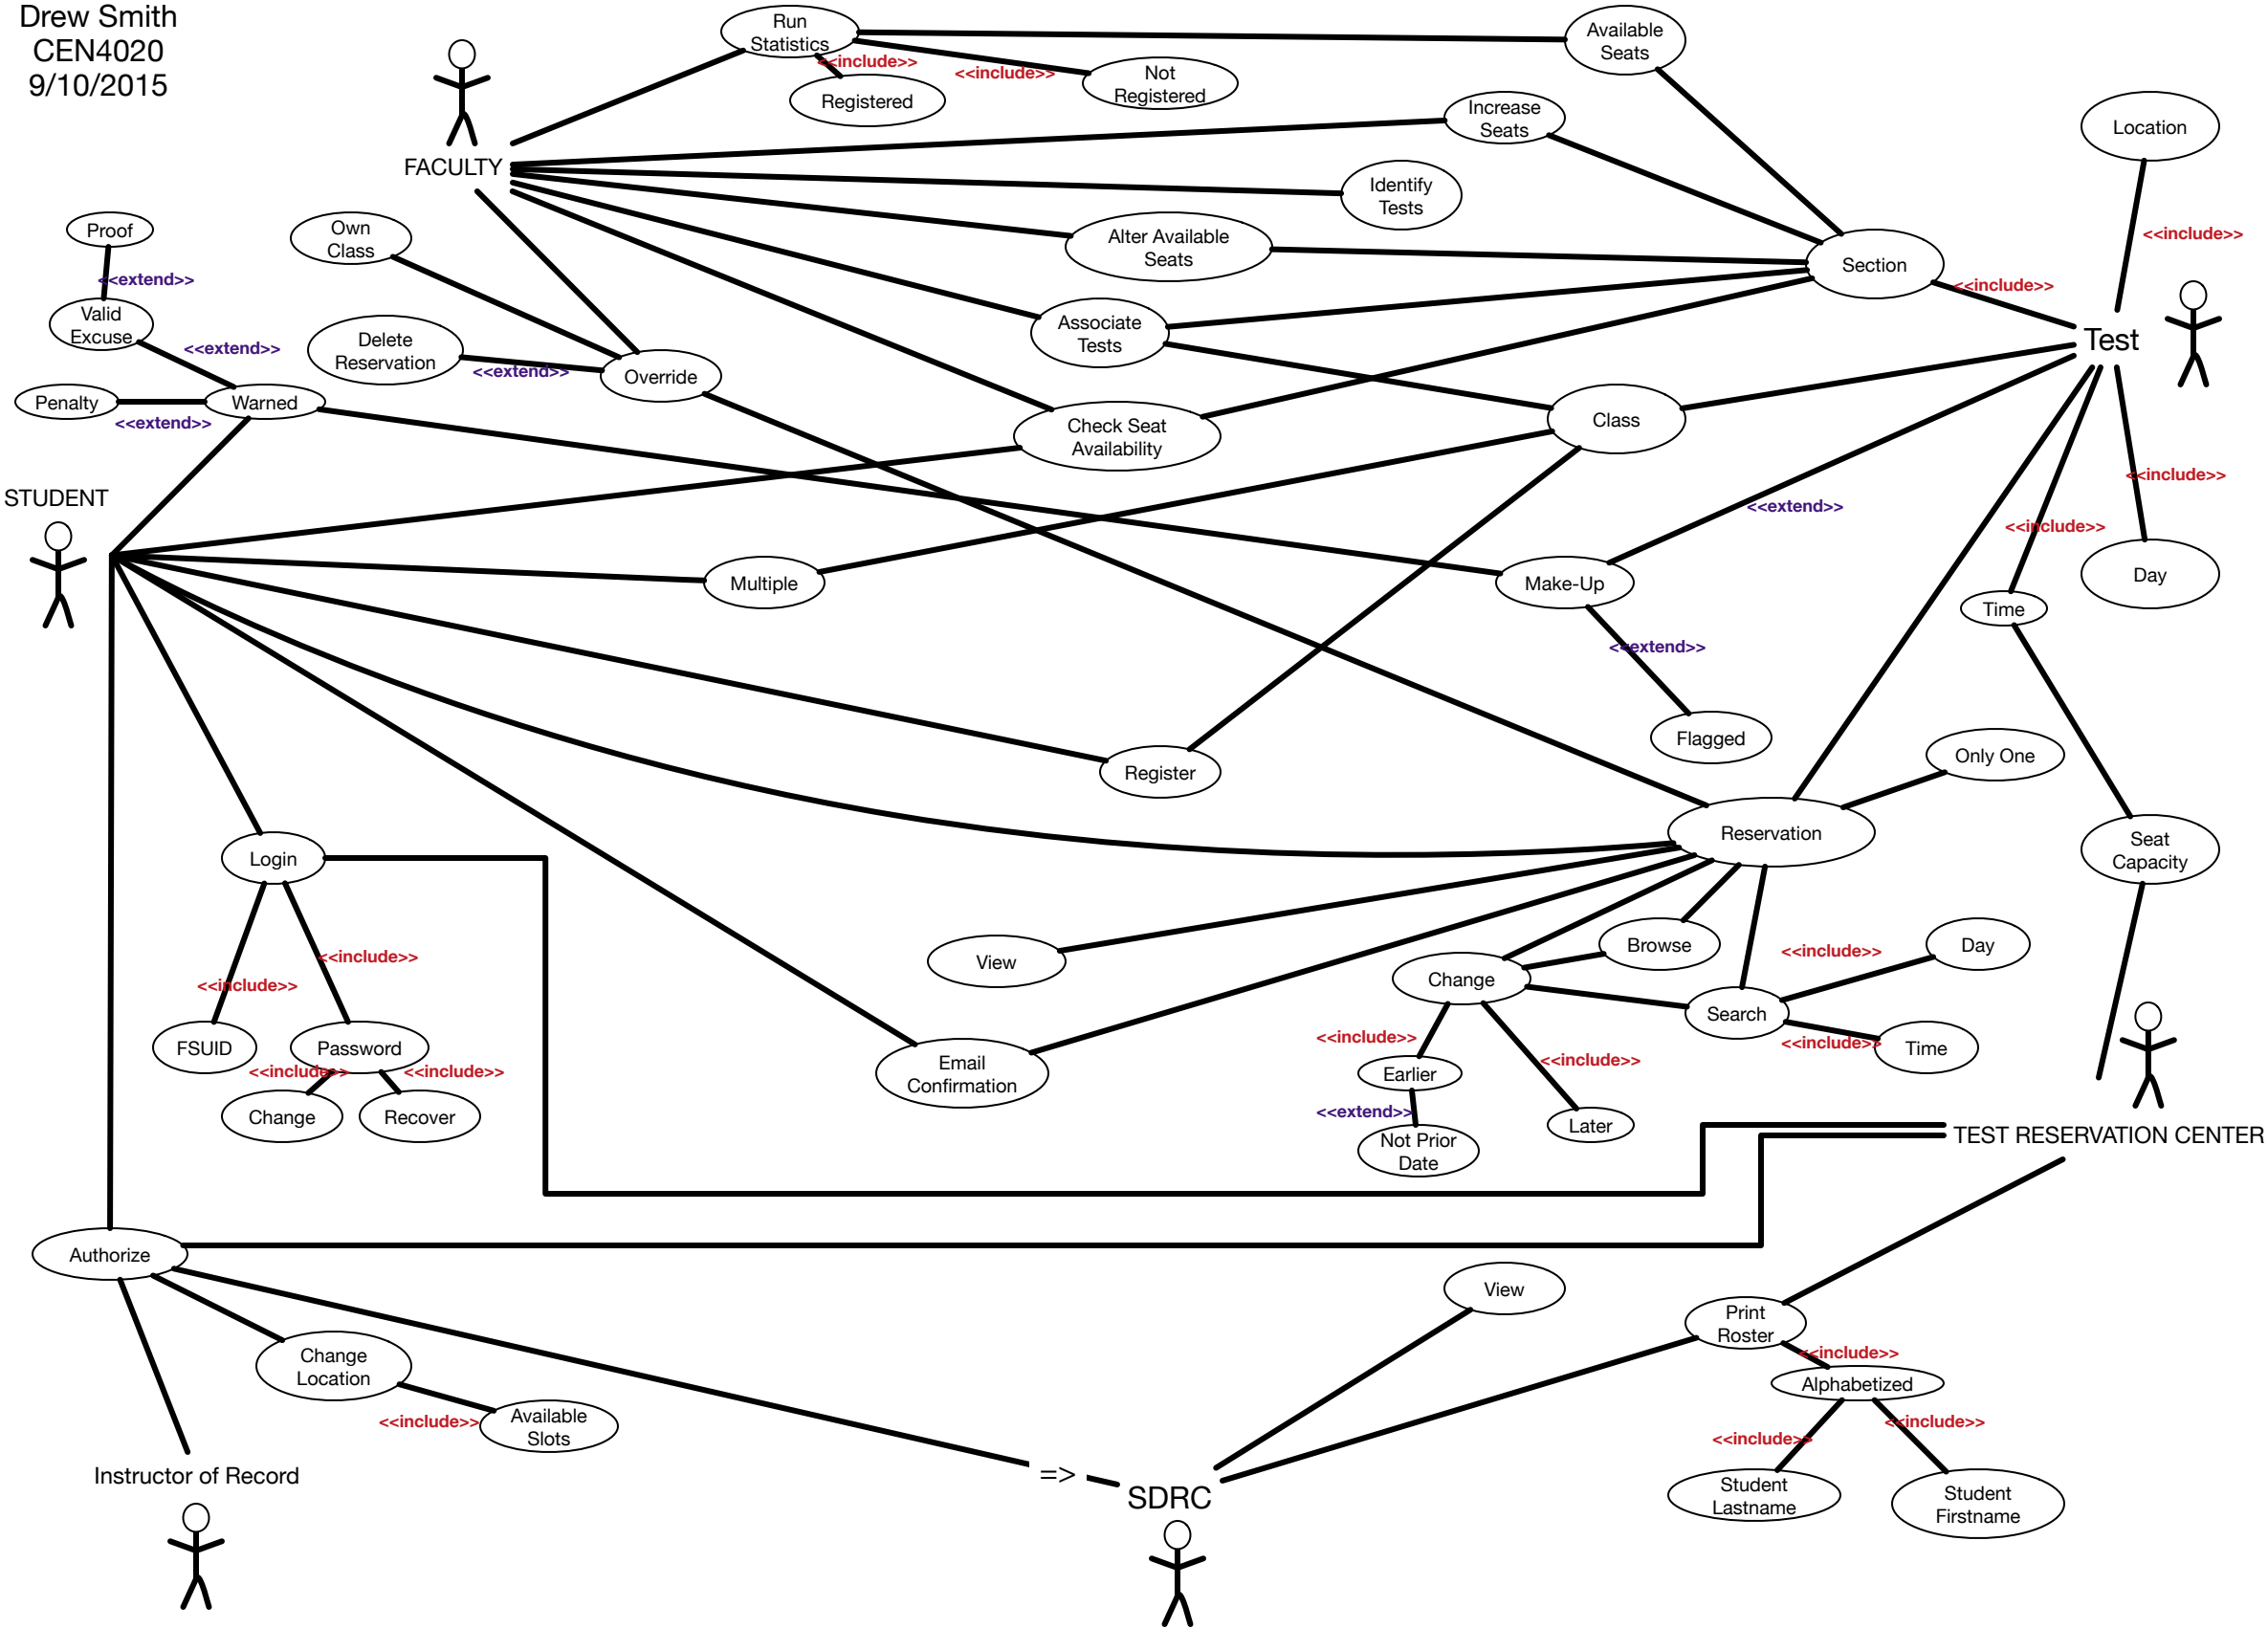 Drew Smith
CEN4020
9/10/2015
Run
Statistics
<<include>>
<<include>>
Registered
Not
Registered
Available
Seats
Increase
Seats
Location
<<include>>
FACULTY
Identify
Tests
Proof
<<extend>>
Own
Class
Alter Available
Seats
Section
<<include>>
Valid
Excuse
<<extend>>
Delete
Reservation
<<extend>>
Override
Associate
Tests
Test
Penalty
<<extend>>
Warned
Check Seat
Availability
Class
<<include>>
STUDENT
<<extend>>
<<include>>
Multiple
Make-Up
Day
Time
<<extend>>
Flagged
Only One
Register
Reservation
Login
Seat
Capacity
<<include>>
<<include>>
View
Browse
<<include>>
Day
Change
Search
FSUID
Password
<<include>>
<<include>>
Change
Recover
Email
Confirmation
<<include>>
<<include>>
<<include>>
Time
Earlier
<<extend>>
Later
Not Prior
Date
TEST RESERVATION CENTER
Authorize
View
Print
Roster
<<include>>
Change
Location
Alphabetized
<<include>>
Available
Slots
<<include>>
<<include>>
Instructor of Record
=>
SDRC
Student
Lastname
Student
Firstname